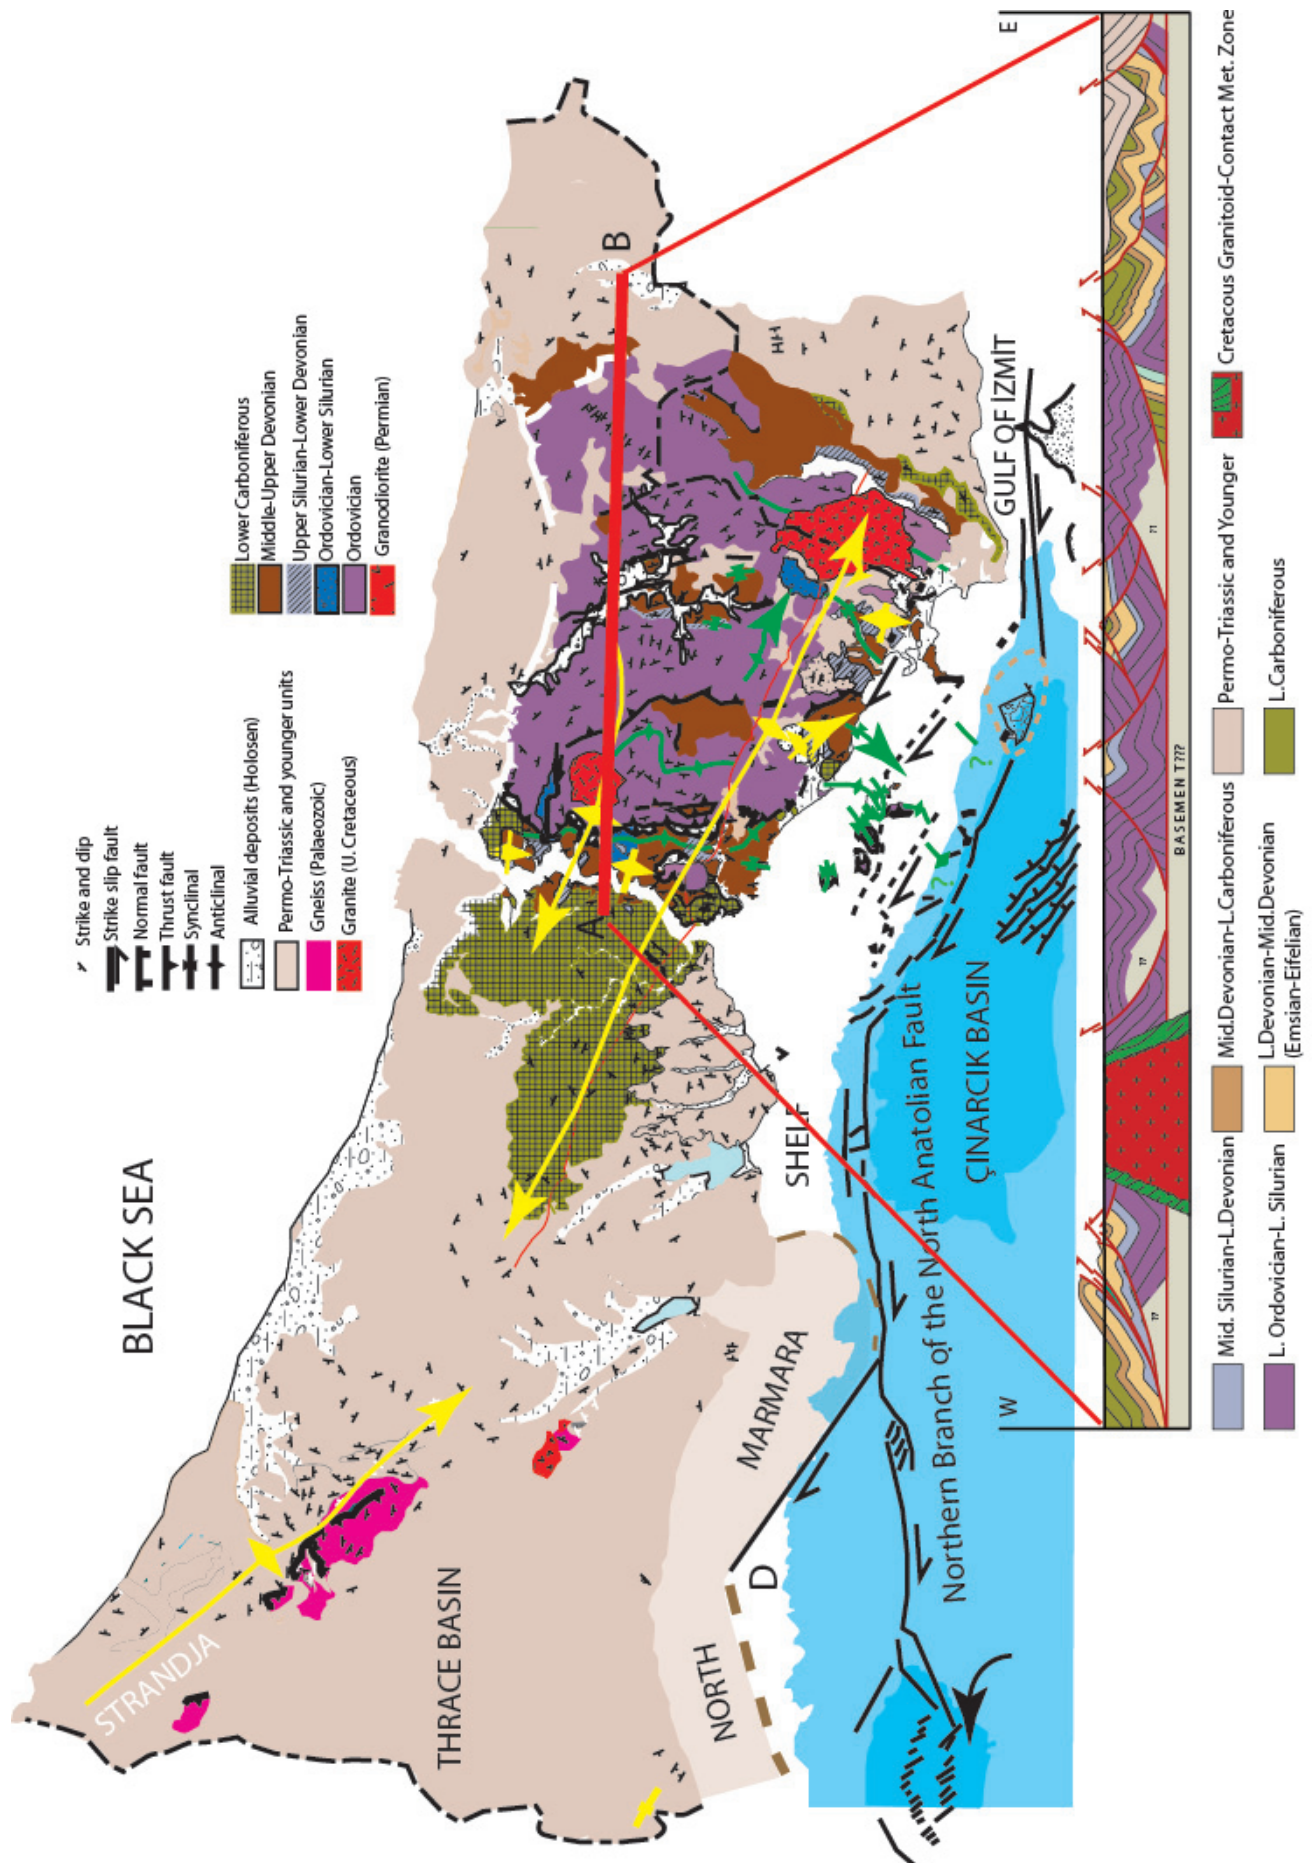 BLACK SEA
Strike and dip
Strike slip fault
Normal fault
Thrust fault
Synclinal
Anticlinal
Alluvial deposits (Holosen)
Permo-Triassic and younger units
Gneiss (Palaeozoic)
Granite (U. Cretaceous)
Lower Carboniferous
Middle-Upper Devonian
Upper Silurian-Lower Devonian
Ordovician-Lower Silurian
Ordovician
Granodiorite (Permian)
STRANDJA
THRACE BASIN
A
B
NORTH
MARMARA
SHELF
D
GULF OF IZMİT
Northern Branch of the North Anatolian Fault
ÇINARCIK BASIN
?
?
?
W
E
??
??
?1
BASEMEN T???
Mid. Silurian-L.Devonian
Mid.Devonian-L.Carboniferous
Permo-Triassic and Younger
Cretacous Granitoid-Contact Met. Zone
L. Ordovician-L. Silurian
L.Devonian-Mid.Devonian
(Emsian-Eifelian)
L.Carboniferous